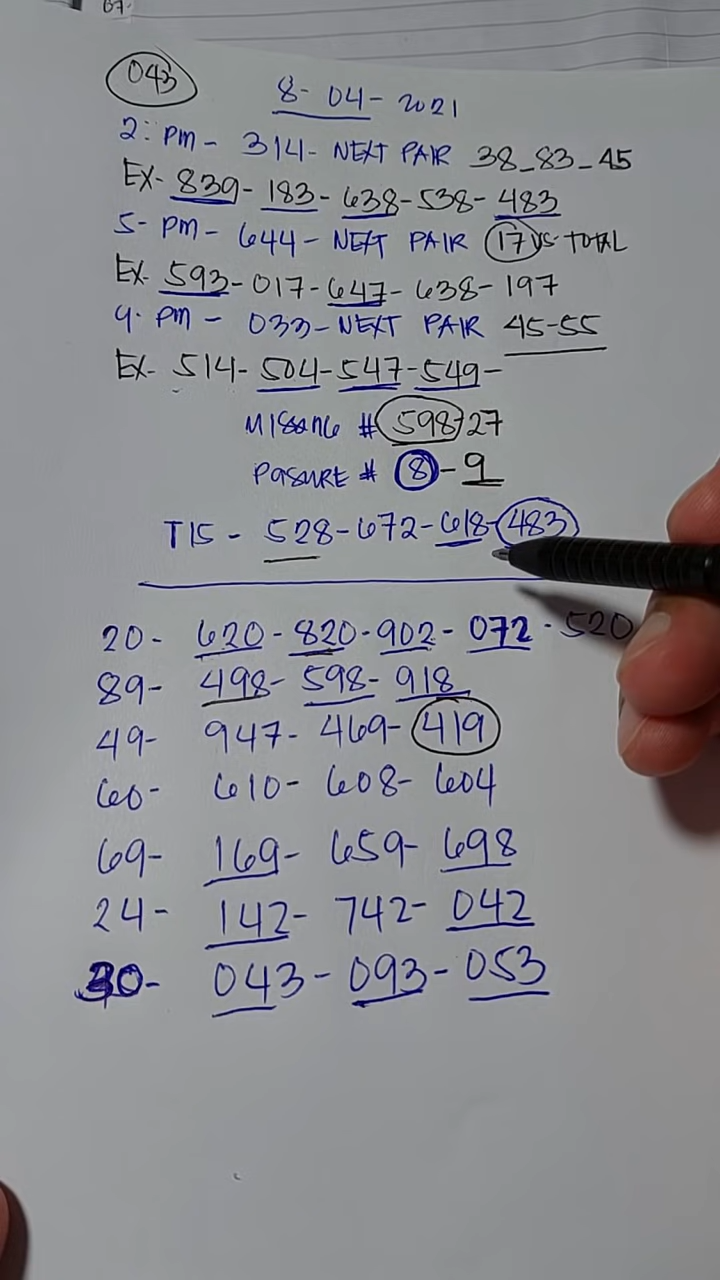 07.
043
8-04-2021
2:PM- 314- NEXT PAIR 38_83_45
EX-839-183-638-538-483
5-PM-644-NEXT PAIR 17 VS-TOTAL
EX-593-017-647-638-197
9-PM-033-NEXT PAIR 45-55
EX-514-504-547-549-
MISSANG #598/27
PASURE # 8-9
T15-528-672-618-483
20- 620-820-902-072-520
89- 498-598-918
49- 947-469-419
60- 610-608-604
69- 169-659-698
24- 142-742-042
30- 043-093-053